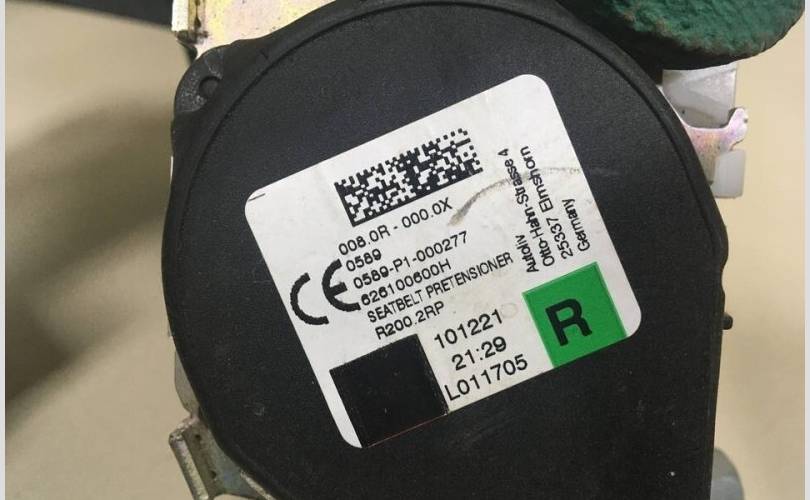 008.0R - 000.0X
CE 0589
0589-P1-000277
626100600H
SEATBELT PRETENSIONER
R200.2RP
101221
21:29
L011705
R
Autoliv
Otto-Hahn-Strasse 4
25337 Elmshorn
Germany